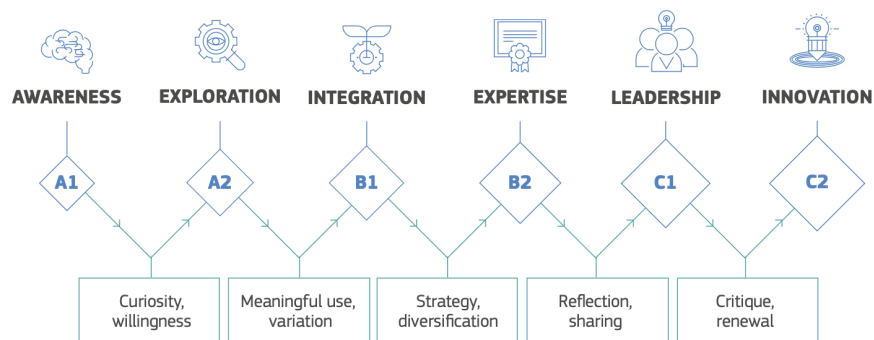 AWARENESS
EXPLORATION
INTEGRATION
EXPERTISE
LEADERSHIP
INNOVATION
A1
A2
B1
B2
C1
C2
Curiosity,
willingness
Meaningful use,
variation
Strategy,
diversification
Reflection,
sharing
Critique,
renewal